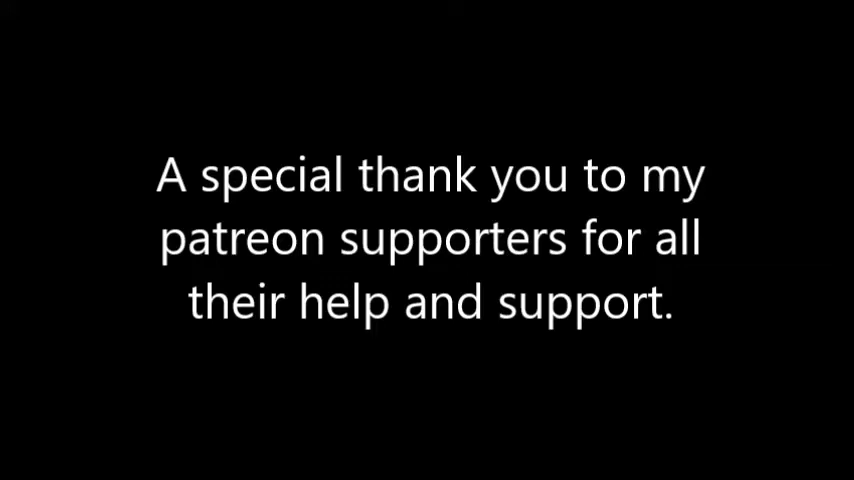 A special thank you to my
patreon supporters for all
their help and support.